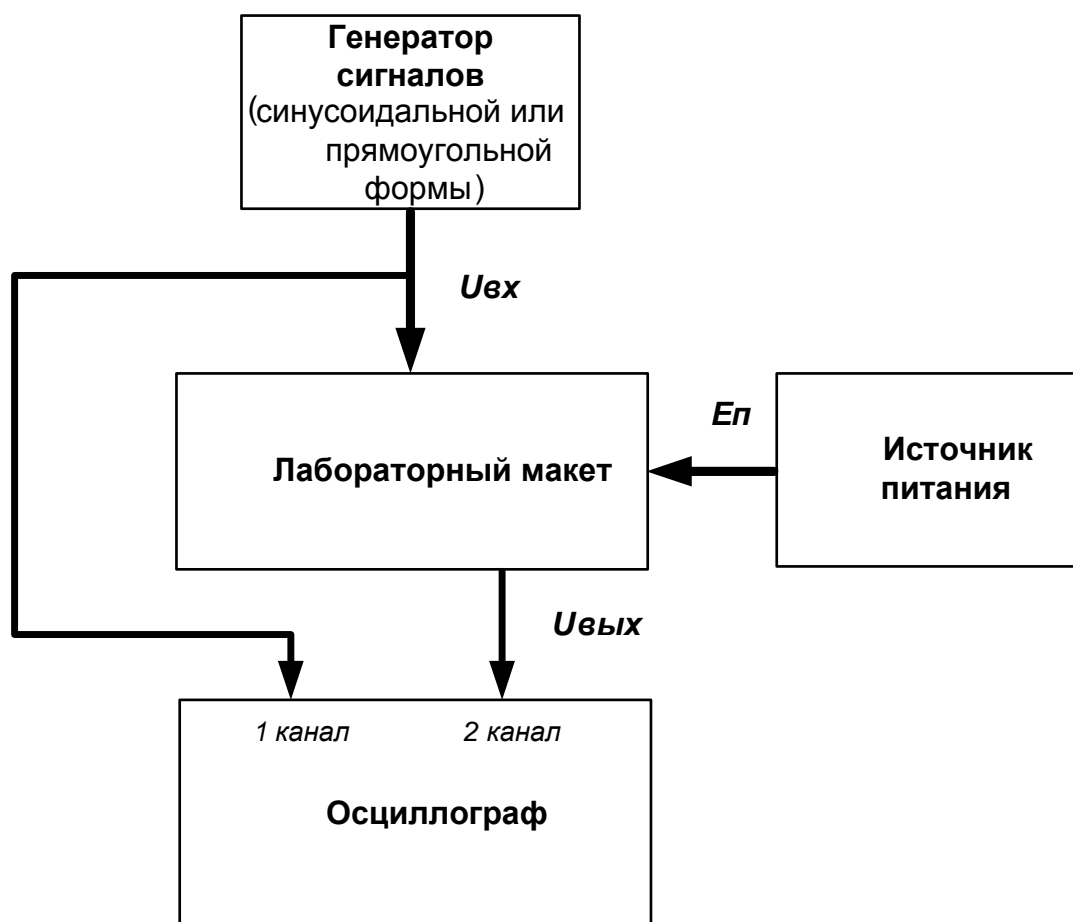 Генератор
сигналов
(синусоидальной или
прямоугольной
формы)
Uвх
Eп
Лабораторный макет
Источник
питания
Uвых
1 канал 2 канал
Осциллограф